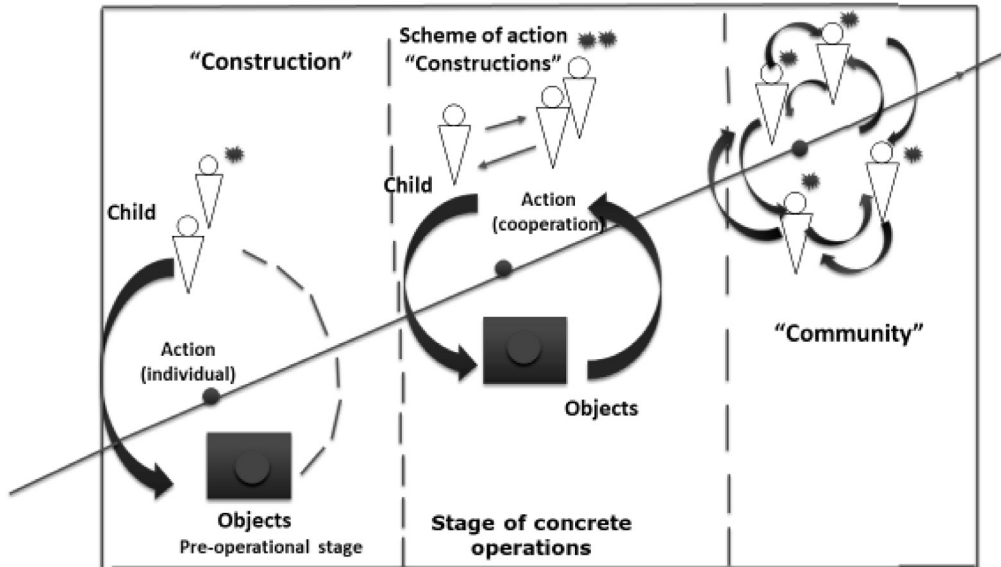 “Construction”
Child
Action
(individual)
Objects
Pre-operational stage
Scheme of action
“Constructions”
Child
Action
(cooperation)
Objects
Stage of concrete
operations
“Community”